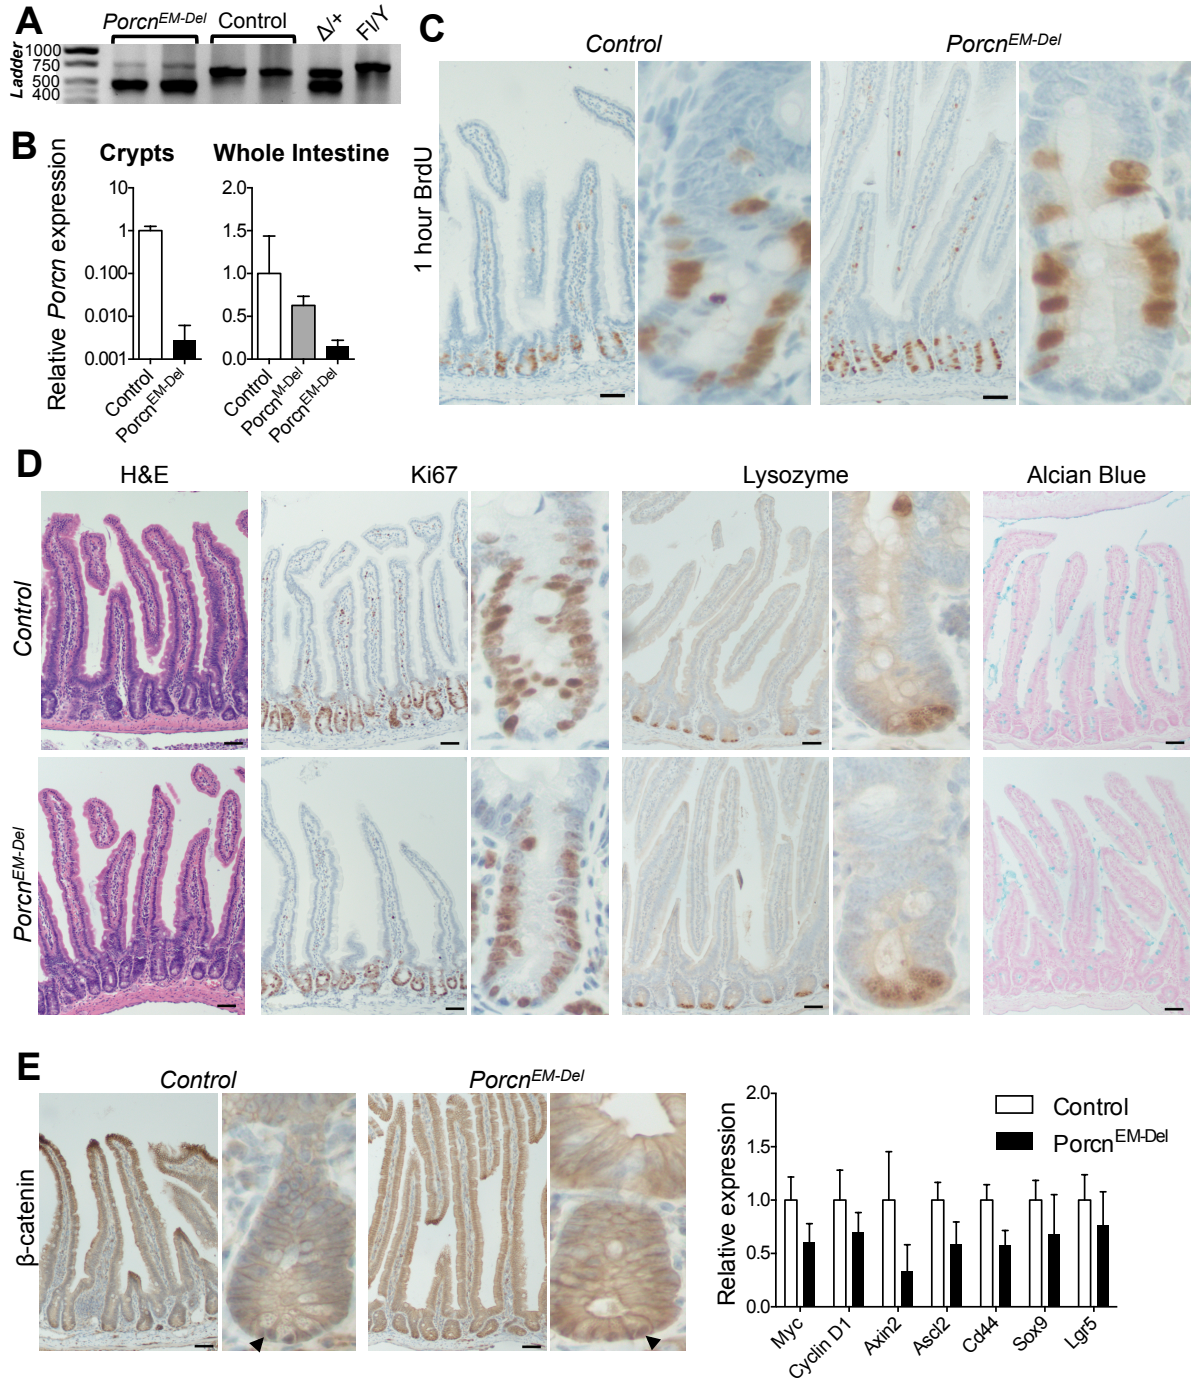 A
Porcn^EM-Del Control Δ/+ Fl/Y
Ladder
1000
750
500
400
B
Crypts Whole Intestine
Relative Porcn expression
10
1
0.100
0.010
0.001
Control
Porcn^EM-Del
2.0
1.5
1.0
0.5
0.0
Control
Porcn^M-Del
Porcn^EM-Del
C
Control Porcn^EM-Del
1 hour BrdU
D
H&E Ki67 Lysozyme Alcian Blue
Control
Porcn^EM-Del
E
Control Porcn^EM-Del
β-catenin
Relative expression
2.0
1.5
1.0
0.5
0.0
Control
Porcn^EM-Del
Myc
Cyclin D1
Axin2
Ascl2
Cd44
Sox9
Lgr5